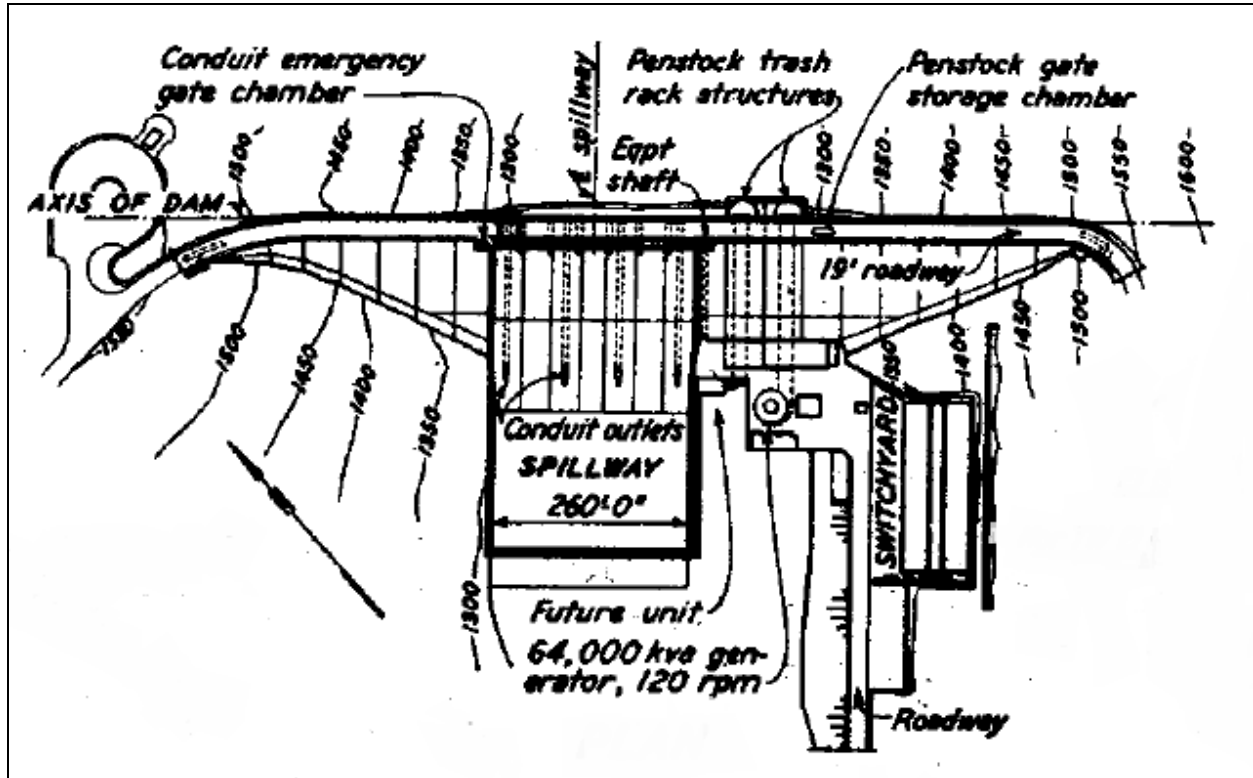 Conduit emergency
gate chamber
℄ spillway
Penstock trash
rack structures
Penstock gate
storage chamber
Eqpt
shaft
1500
1450
1400
1350
1300
1300
1350
1400
1450
1500
1550
1600
AXIS OF DAM
19' roadway
1550
1500
1450
1400
1350
1300
Conduit outlets
SPILLWAY
260'0"
SWITCHYARD
1350
1400
1450
1500
Future unit
64,000 kva gen-
erator, 120 rpm
Roadway